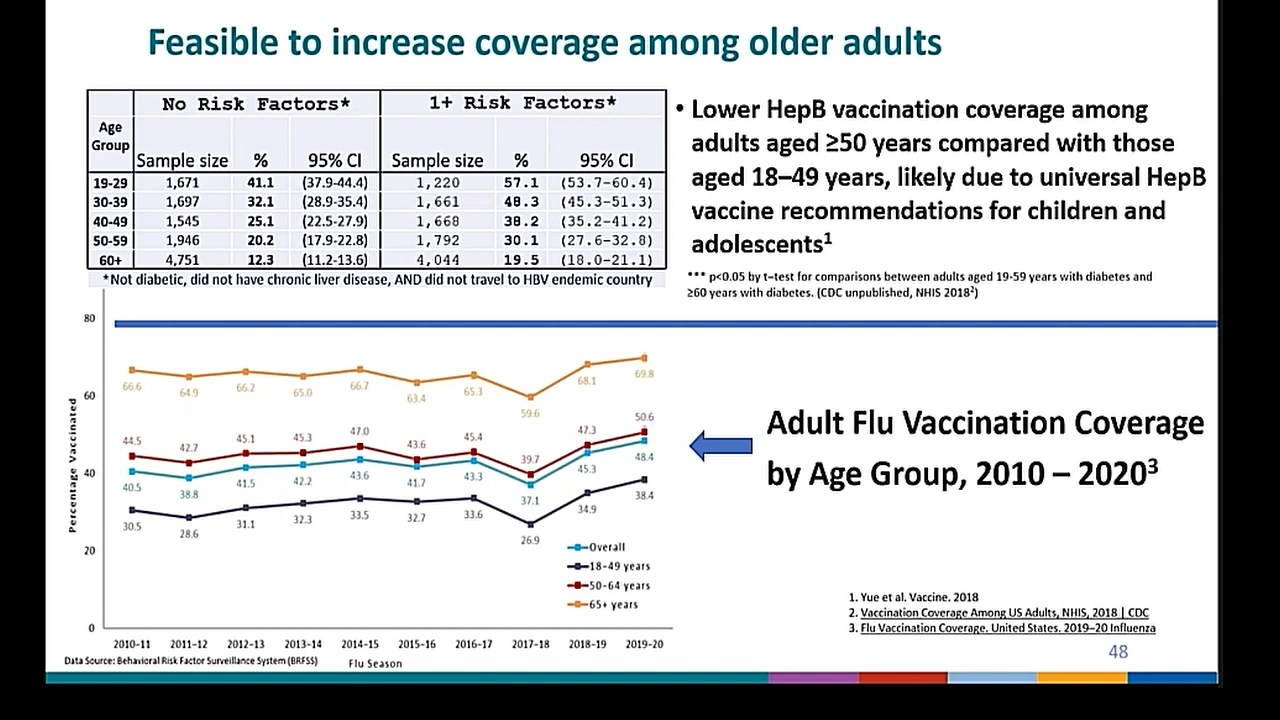 Feasible to increase coverage among older adults
No Risk Factors* 1+ Risk Factors*
Age Group Sample size % 95% CI Sample size % 95% CI
19-29 1,671 41.1 (37.9-44.4) 1,220 57.1 (53.7-60.4)
30-39 1,697 32.1 (28.9-35.4) 1,661 48.3 (45.3-51.3)
40-49 1,545 25.1 (22.5-27.9) 1,668 38.2 (35.2-41.2)
50-59 1,946 20.2 (17.9-22.8) 1,792 30.1 (27.6-32.8)
60+ 4,751 12.3 (11.2-13.6) 4,044 19.5 (18.0-21.1)
*Not diabetic, did not have chronic liver disease, AND did not travel to HBV endemic country
• Lower HepB vaccination coverage among
adults aged ≥50 years compared with those
aged 18–49 years, likely due to universal HepB
vaccine recommendations for children and
adolescents¹
*** p<0.05 by t–test for comparisons between adults aged 19-59 years with diabetes and
≥60 years with diabetes. (CDC unpublished, NHIS 2018²)
Percentage Vaccinated
80
60
40
20
0
66.6 64.9 66.2 65.0 66.7 63.4 65.3 59.6 68.1 69.8
44.5 42.7 45.1 45.3 47.0 43.6 45.4 39.7 47.3 50.6
40.5 38.8 41.5 42.2 43.6 41.7 43.3 37.1 45.3 48.4
30.5 28.6 31.1 32.3 33.5 32.7 33.6 26.9 34.9 38.4
Overall
18-49 years
50-64 years
65+ years
2010-11 2011-12 2012-13 2013-14 2014-15 2015-16 2016-17 2017-18 2018-19 2019-20
Flu Season
Data Source: Behavioral Risk Factor Surveillance System (BRFSS)
Adult Flu Vaccination Coverage
by Age Group, 2010 – 2020³
1. Yue et al. Vaccine. 2018
2. Vaccination Coverage Among US Adults, NHIS, 2018 | CDC
3. Flu Vaccination Coverage. United States. 2019–20 Influenza
48